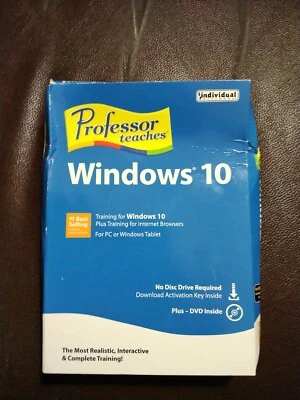 individual
Professor
teaches
Windows® 10
#1 Best
Selling
Training for Windows 10
Plus Training for Internet Browsers
For PC or Windows Tablet
No Disc Drive Required
Download Activation Key Inside
Plus – DVD Inside
The Most Realistic, Interactive
& Complete Training!